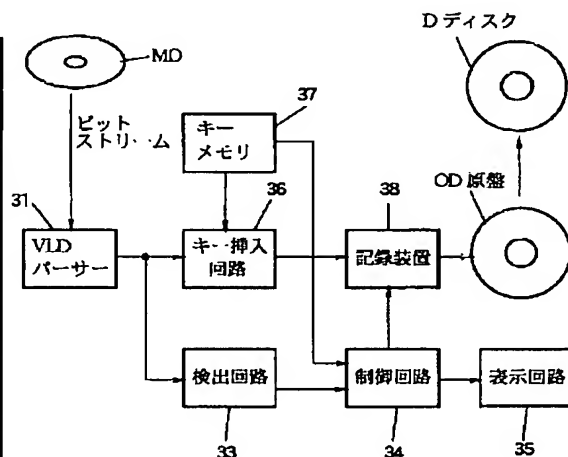 Dディスク
MD
ビット
ストリーム
37
キー
メモリ
31
36
38
OD原盤
VLD
パーサー
キー挿入
回路
記録装置
検出回路
制御回路
表示回路
33
34
35